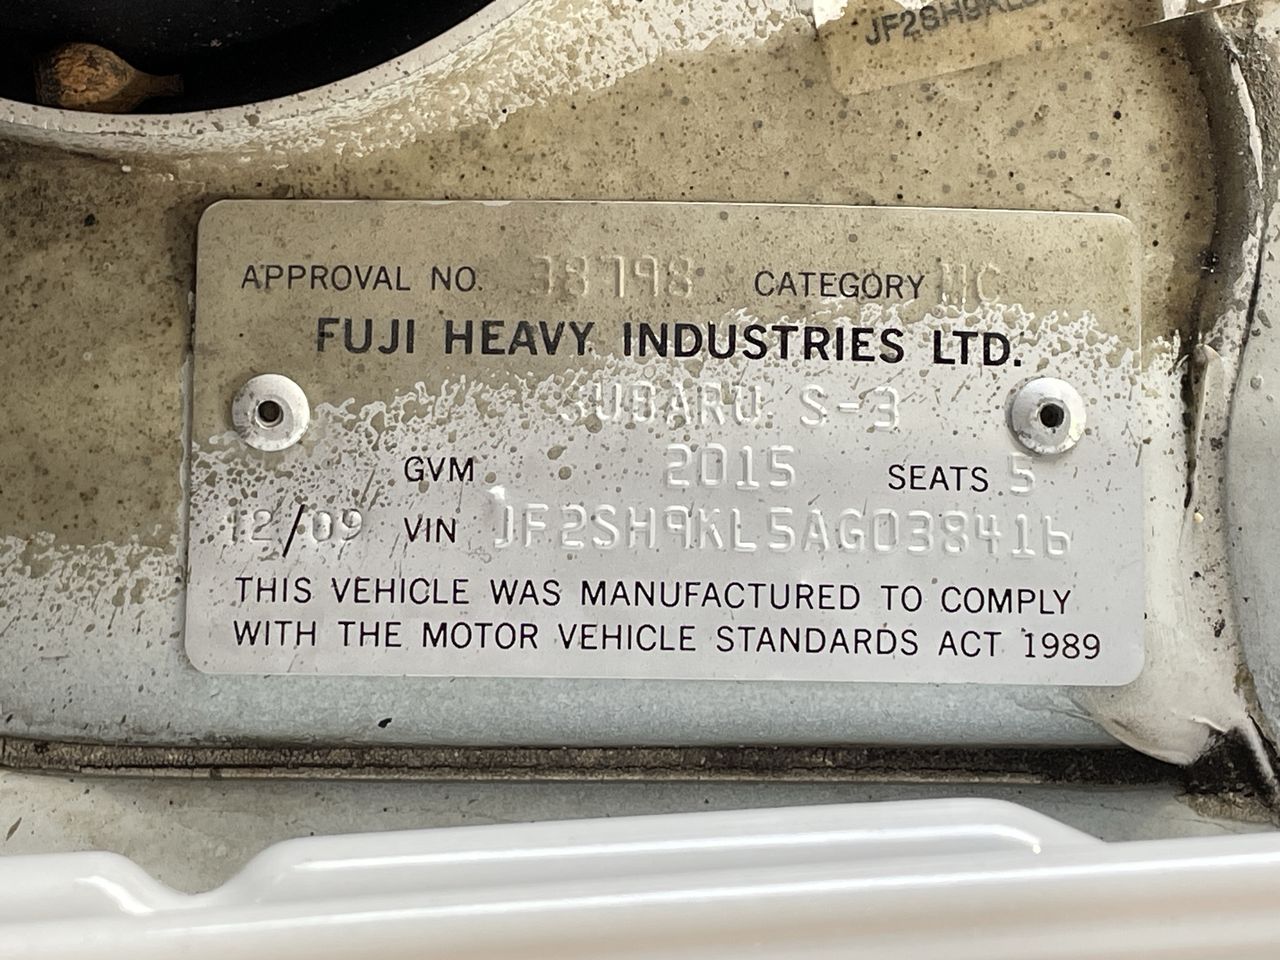 JF2SH9KL5
APPROVAL NO. 38798 CATEGORY MC
FUJI HEAVY INDUSTRIES LTD.
SUBARU S-3
GVM 2015 SEATS 5
12/09 VIN JF2SH9KL5AG038416
THIS VEHICLE WAS MANUFACTURED TO COMPLY
WITH THE MOTOR VEHICLE STANDARDS ACT 1989